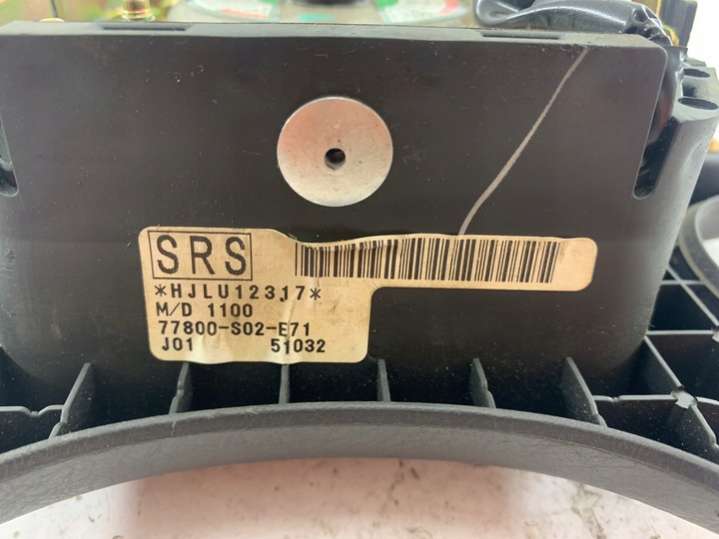 SRS
*HJLU12317*
M/D 1100
77800-S02-E71
J01 51032